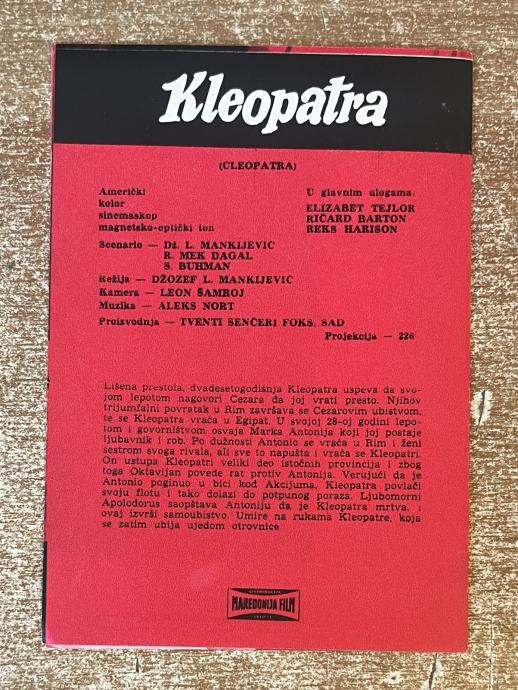 Kleopatra
(CLEOPATRA)
Američki
kolor
sinemaskop
magnetsko-optički ton
U glavnim ulogama:
ELIZABET TEJLOR
RIČARD BARTON
REKS HARISON
Scenario — DŽ. L. MANKIJEVIĆ
R. MEK DAGAL
S. BUHMAN
Režija — DŽOZEF L. MANKIJEVIĆ
Kamera — LEON ŠAMROJ
Muzika — ALEKS NORT
Proizvodnja — TVENTI SENČERI FOKS, SAD
Projekcija — 226'
Lišena prestola, dvadesetogodišnja Kleopatra uspeva da svo-
jom lepotom nagovori Cezara da joj vrati presto. Njihov
trijumfalni povratak u Rim završava se Cezarovim ubistvom,
te se Kleopatra vraća u Egipat. U svojoj 28-oj godini lepo-
tom i govorništvom osvaja Marka Antonija koji joj postaje
ljubavnik i rob. Po dužnosti Antonio se vraća u Rim i ženi
sestrom svoga rivala, ali sve to napušta i vraća se Kleopatri.
On ustupa Kleopatri veliki deo istočnih provincija i zbog
toga Oktavijan povede rat protiv Antonija. Verujući da je
Antonio poginuo u bici kod Akcijuma, Kleopatra povlači
svoju flotu i tako dolazi do potpunog poraza. Ljubomorni
Apolodorus saopštava Antoniju da je Kleopatra mrtva, i
ovaj izvrši samoubistvo. Umire na rukama Kleopatre, koja
se zatim ubija ujedom otrovnice
MAKEDONIJA FILM